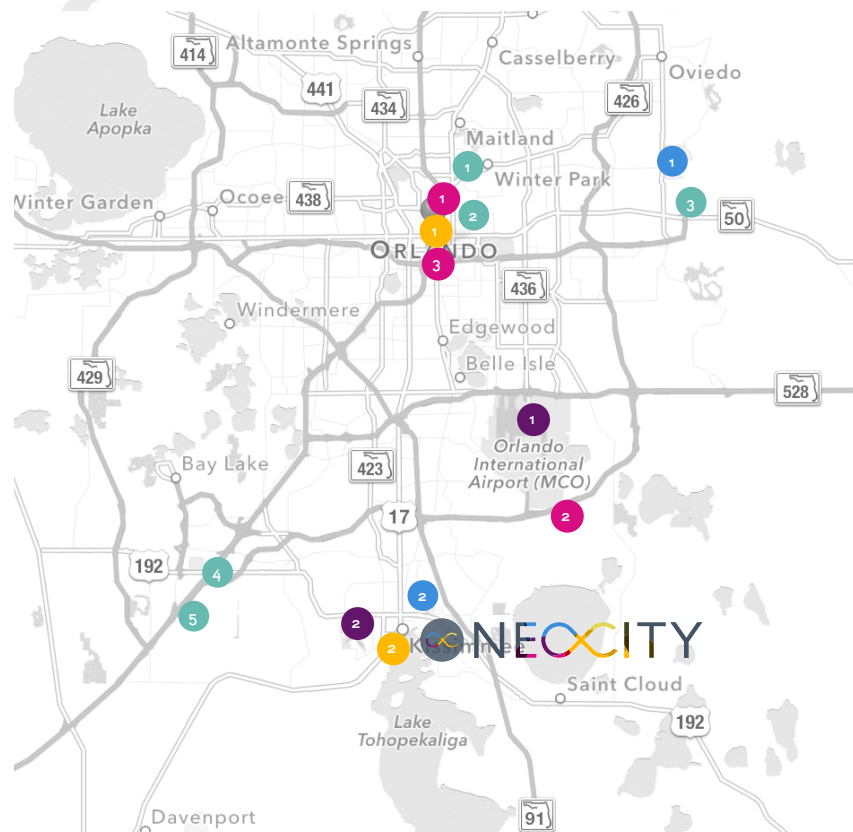 Altamonte Springs
414
Casselberry
Oviedo
441
434
426
Lake
Apopka
Maitland
1
1
Winter Park
Ocoee
438
1
3
Winter Garden
2
50
1
ORLANDO
3
436
Windermere
Edgewood
Belle Isle
429
528
1
Orlando
International
Airport (MCO)
Bay Lake
423
17
2
192
4
2
5
2
NEOCITY
2
Kissimmee
Saint Cloud
192
Lake
Tohopekaliga
91
Davenport